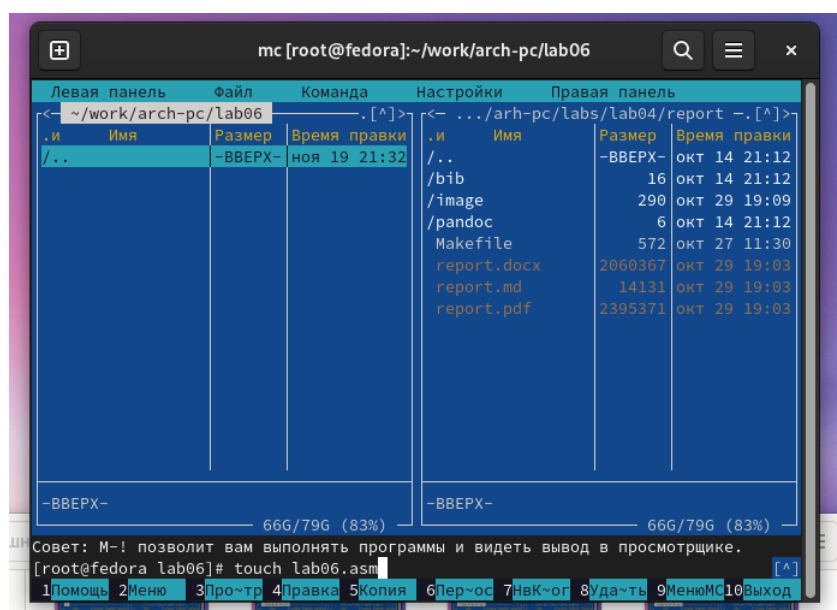 mc [root@fedora]:~/work/arch-pc/lab06
Левая панель Файл Команда Настройки Правая панель
<— ~/work/arch-pc/lab06 .[^]>
.и Имя Размер Время правки
/.. -ВВЕРХ- ноя 19 21:32
-ВВЕРХ-
66G/79G (83%)
<— .../arh-pc/labs/lab04/report —.[^]>
.и Имя Размер Время правки
/.. -ВВЕРХ- окт 14 21:12
/bib 16 окт 14 21:12
/image 290 окт 29 19:09
/pandoc 6 окт 14 21:12
Makefile 572 окт 27 11:30
report.docx 2060367 окт 29 19:03
report.md 14131 окт 29 19:03
report.pdf 2395371 окт 29 19:03
-ВВЕРХ-
66G/79G (83%)
Совет: M-! позволит вам выполнять программы и видеть вывод в просмотрщике.
[root@fedora lab06]# touch lab06.asm [^]
1Помощь 2Меню 3Про~тр 4Правка 5Копия 6Пер~ос 7НвК~ог 8Уда~ть 9МенюMC 10Выход